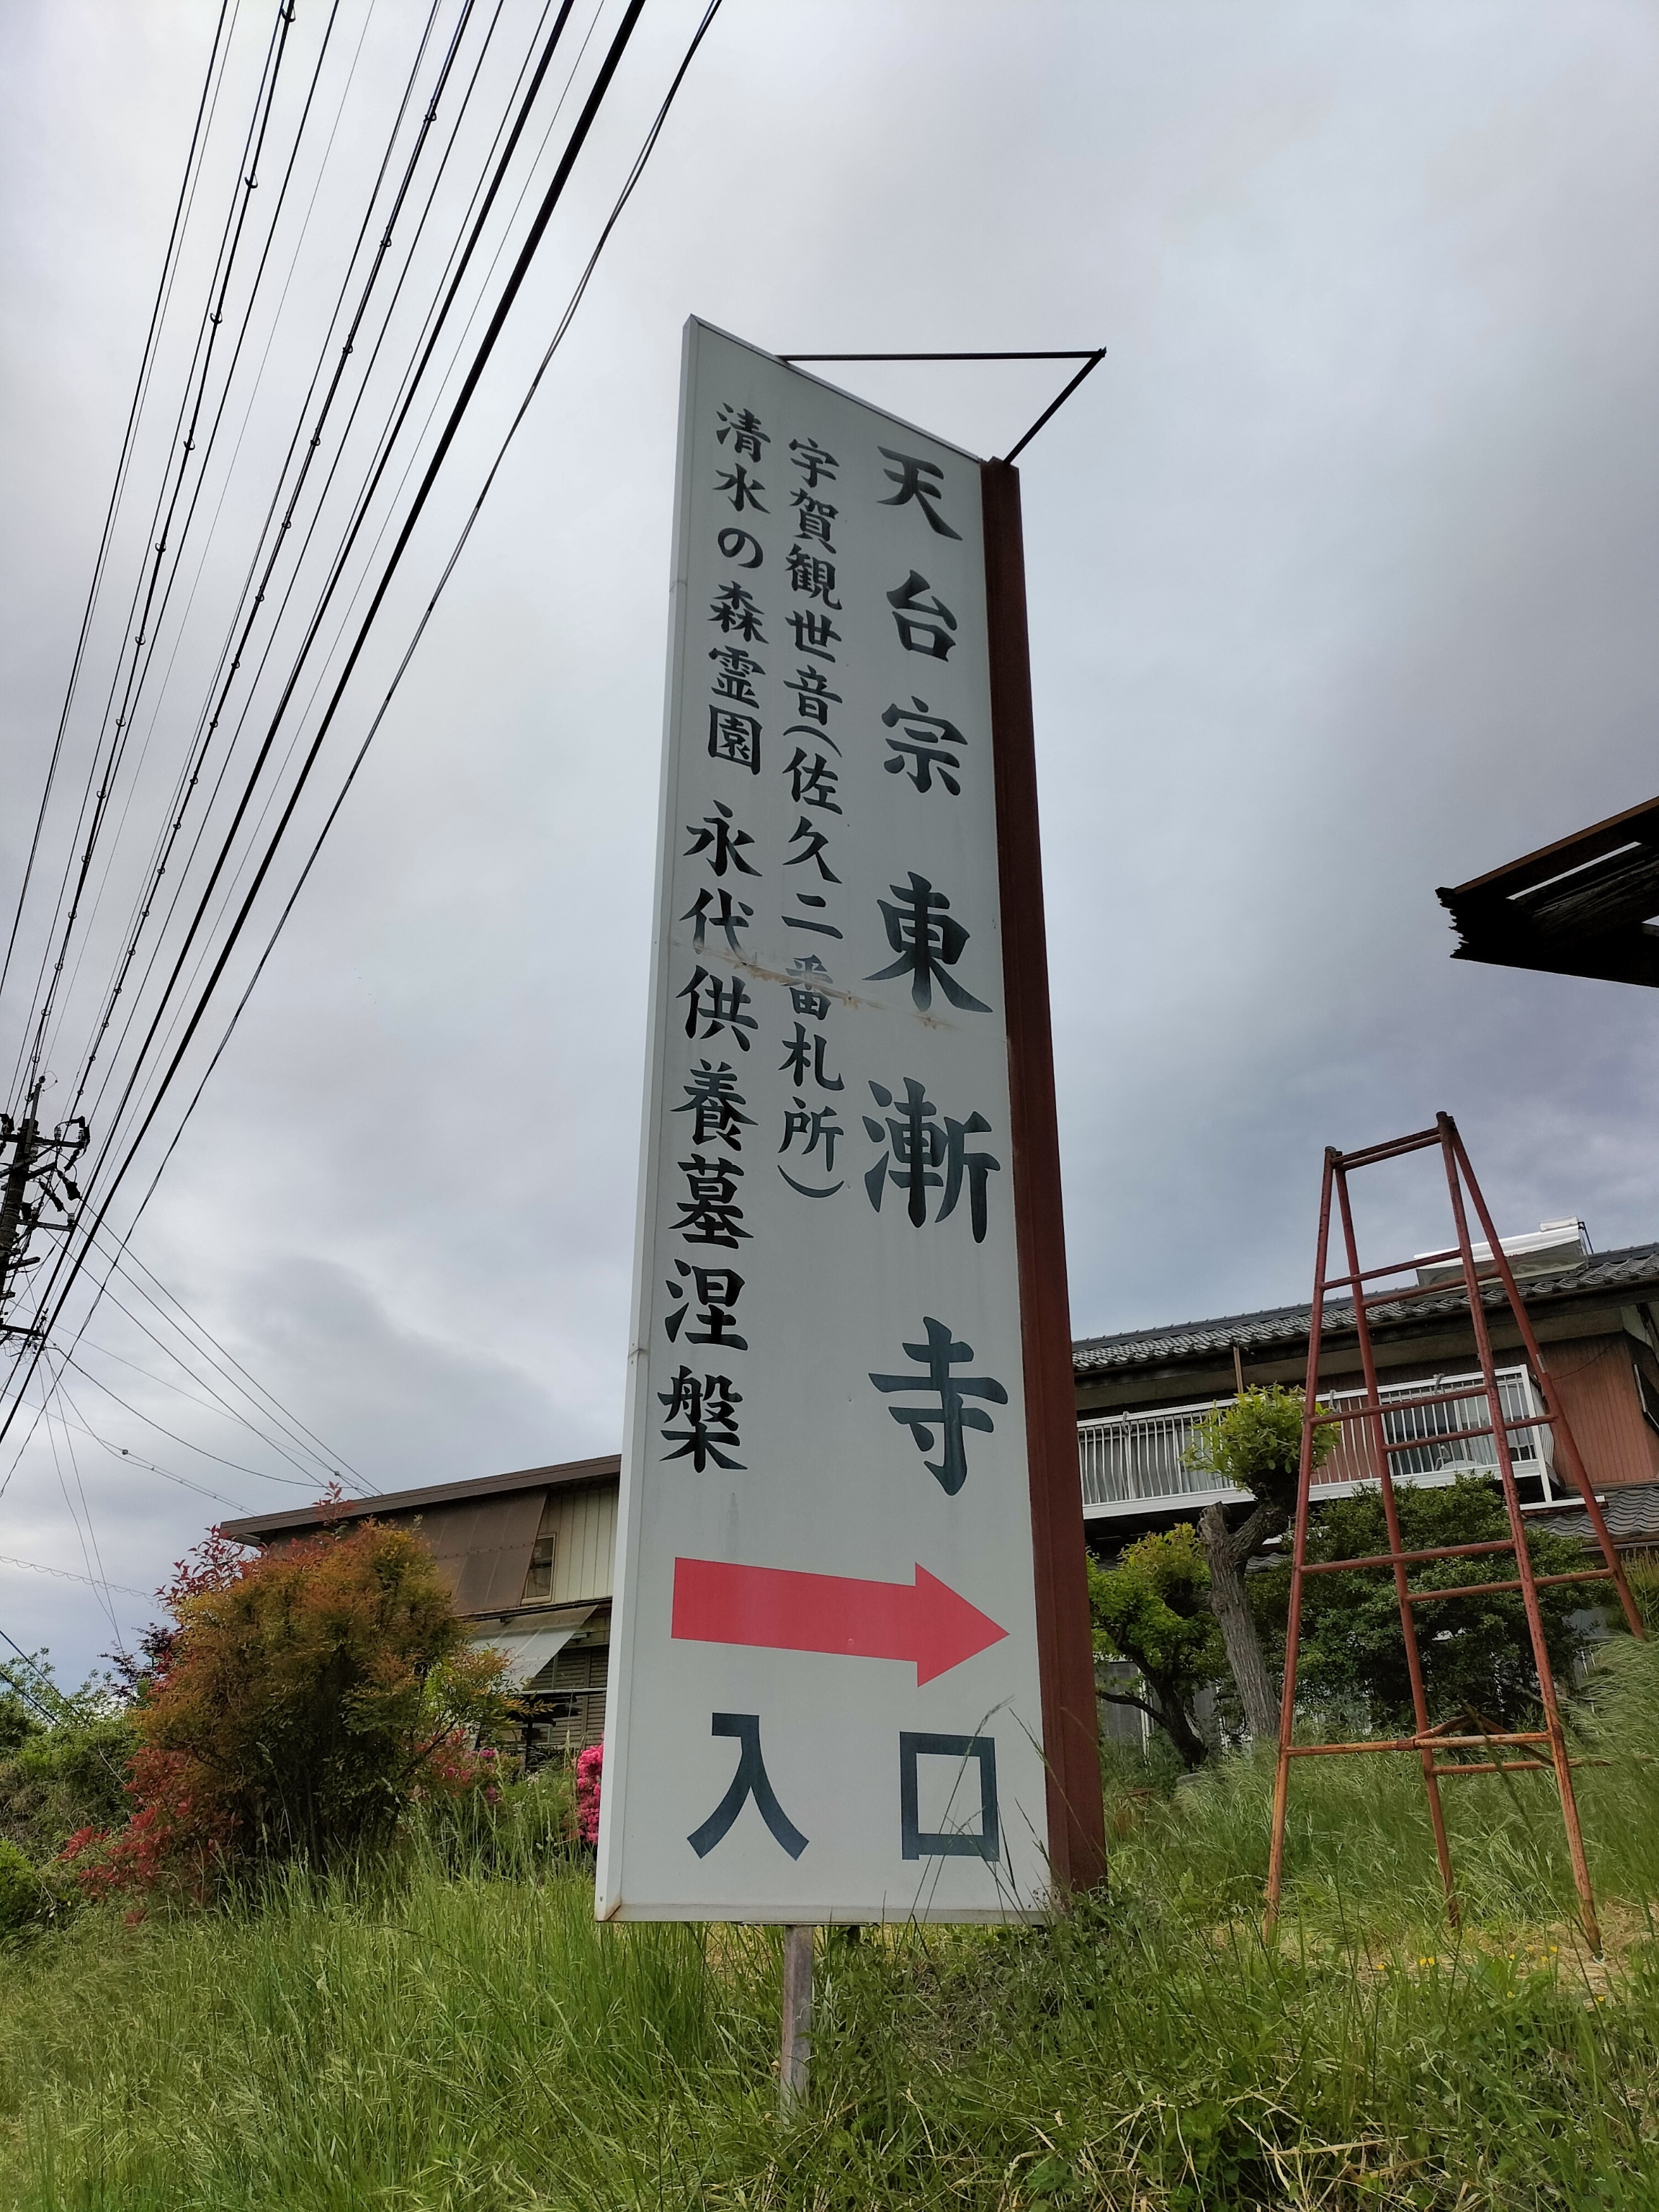 天台宗 東漸寺
宇賀観世音(佐久二番札所)
清水の森霊園 永代供養墓涅槃
入口